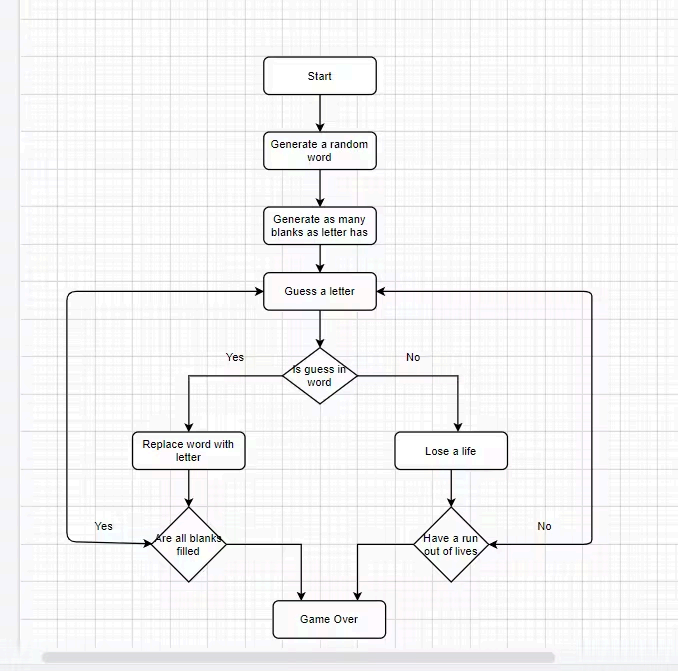 Start
Generate a random
word
Generate as many
blanks as letter has
Guess a letter
Yes
No
Is guess in
word
Replace word with
letter
Lose a life
Yes
Are all blanks
filled
Have a run
out of lives
No
Game Over